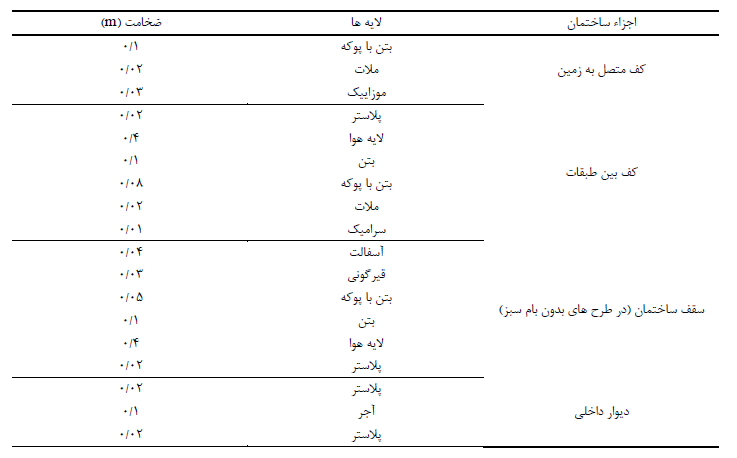 اجزاء ساختمان لایه ها ضخامت (m)
کف متصل به زمین
بتن با پوکه ۰/۱
ملات ۰/۰۲
موزاییک ۰/۰۳
کف بین طبقات
پلاستر ۰/۰۲
لایه هوا ۰/۴
بتن ۰/۱
بتن با پوکه ۰/۰۸
ملات ۰/۰۲
سرامیک ۰/۰۱
سقف ساختمان (در طرح های بدون بام سبز)
آسفالت ۰/۰۴
قیرگونی ۰/۰۳
بتن با پوکه ۰/۰۵
بتن ۰/۱
لایه هوا ۰/۴
پلاستر ۰/۰۲
دیوار داخلی
پلاستر ۰/۰۲
آجر ۰/۱
پلاستر ۰/۰۲